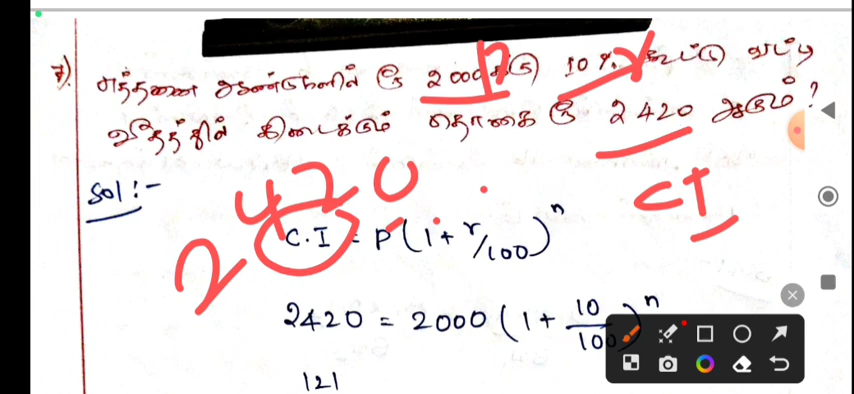 எத்தனை ஆண்டுகளில் ரூ 2000க்கு 10% கூட்டு வட்டி
வீதத்தில் கிடைக்கும் தொகை ரூ 2420 ஆகும்?
Sol :-
2420
CI
C.I = P(1+r/100)^n
2420 = 2000 (1 + 10/100)^n
121